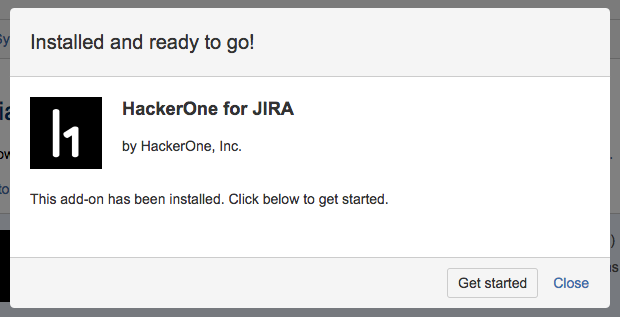 Installed and ready to go!
h1
HackerOne for JIRA
by HackerOne, Inc.
This add-on has been installed. Click below to get started.
Get started Close